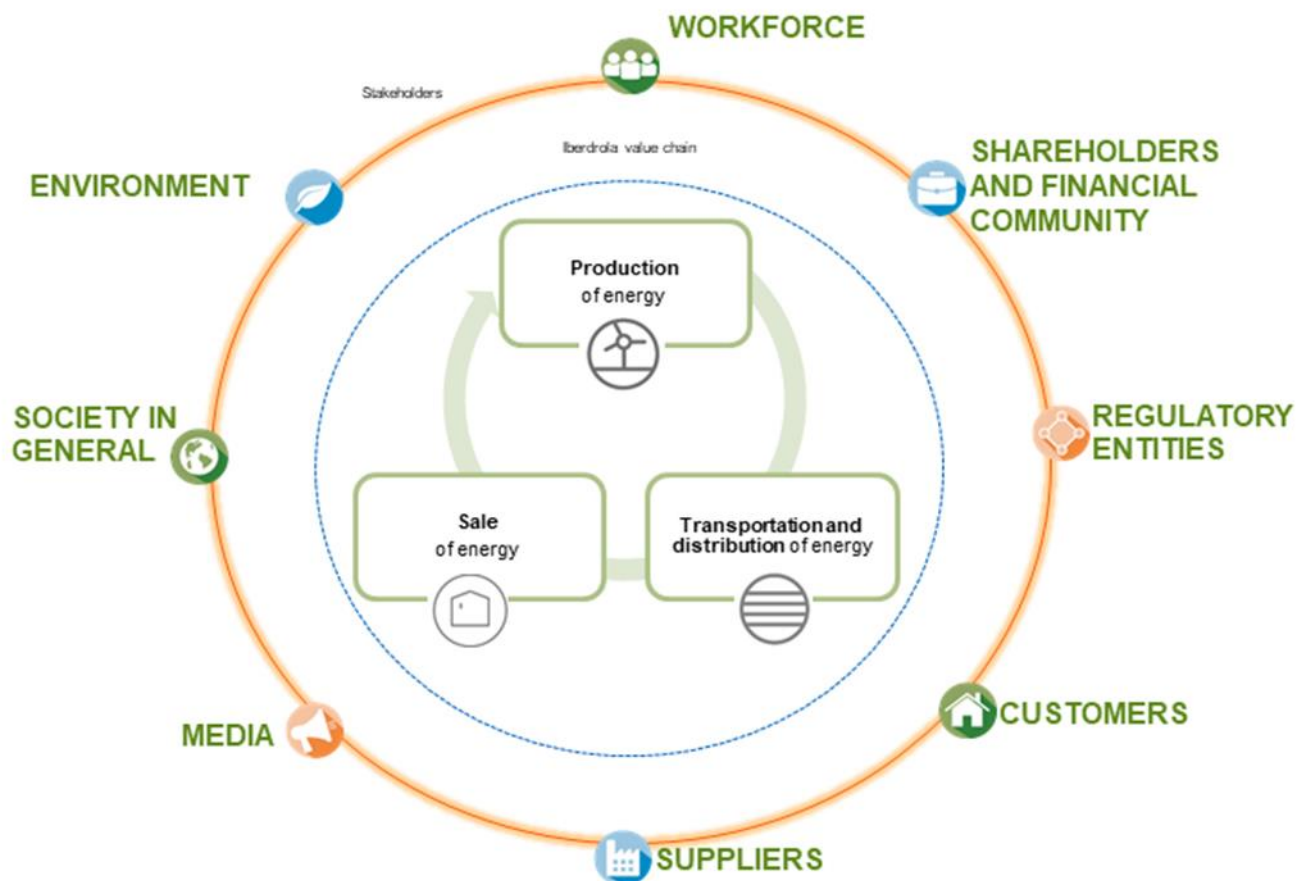 WORKFORCE
Stakeholders
Iberdrola value chain
SHAREHOLDERS
AND FINANCIAL
COMMUNITY
ENVIRONMENT
Production
of energy
SOCIETY IN
GENERAL
REGULATORY
ENTITIES
Sale
of energy
Transportation and
distribution of energy
MEDIA
CUSTOMERS
SUPPLIERS